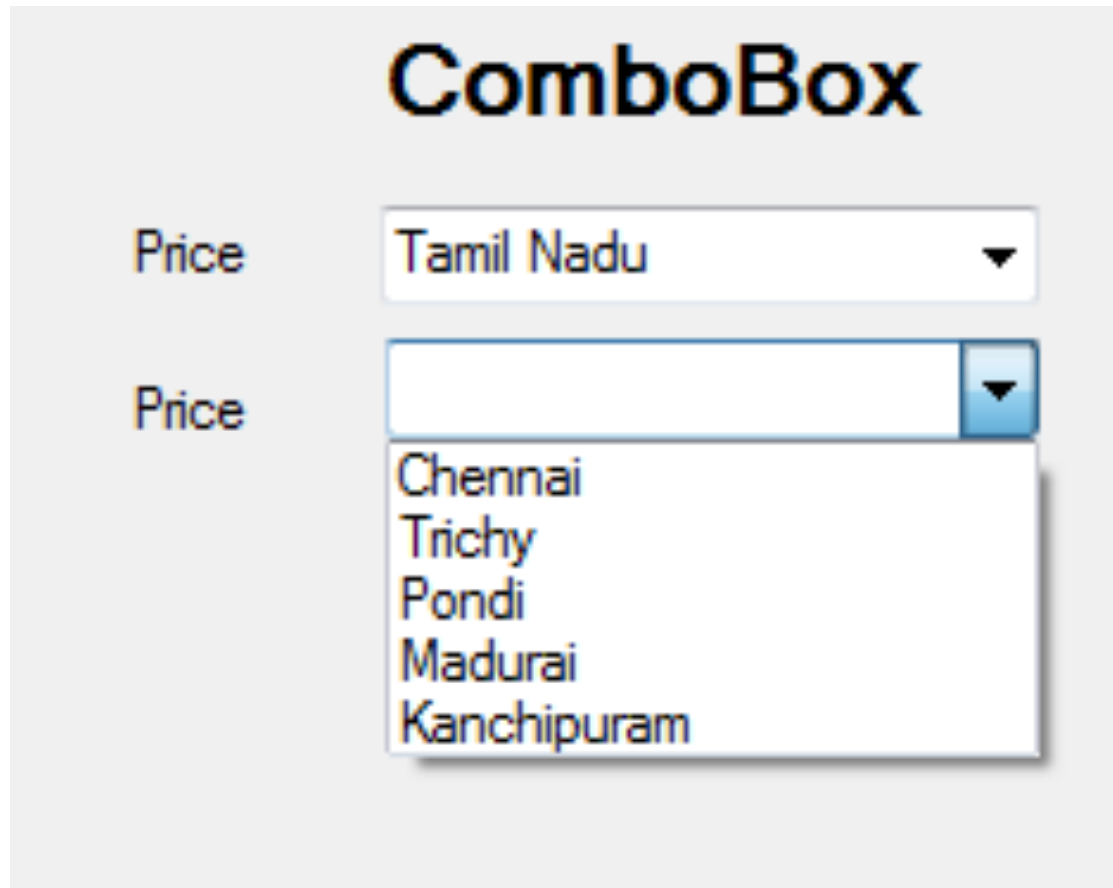 ComboBox
Price Tamil Nadu
Price
Chennai
Trichy
Pondi
Madurai
Kanchipuram